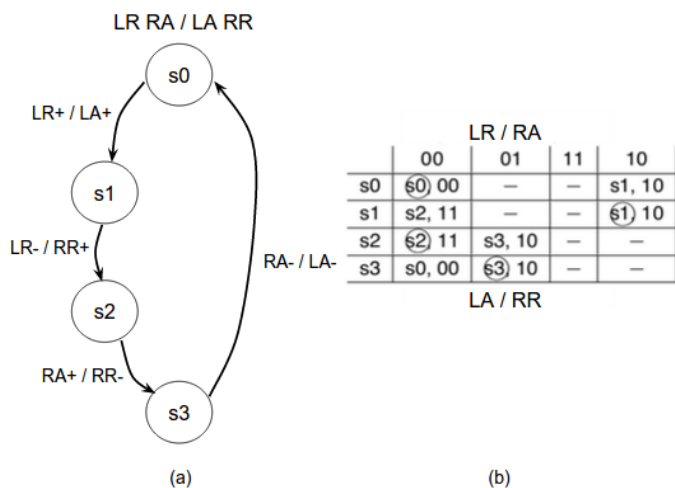 LR RA / LA RR
s0
LR+ / LA+
s1
LR- / RR+
s2
RA- / LA-
RA+ / RR-
s3
(a)
LR / RA
00 01 11 10
s0 s0, 00 – – s1, 10
s1 s2, 11 – – s1, 10
s2 s2, 11 s3, 10 – –
s3 s0, 00 s3, 10 – –
LA / RR
(b)